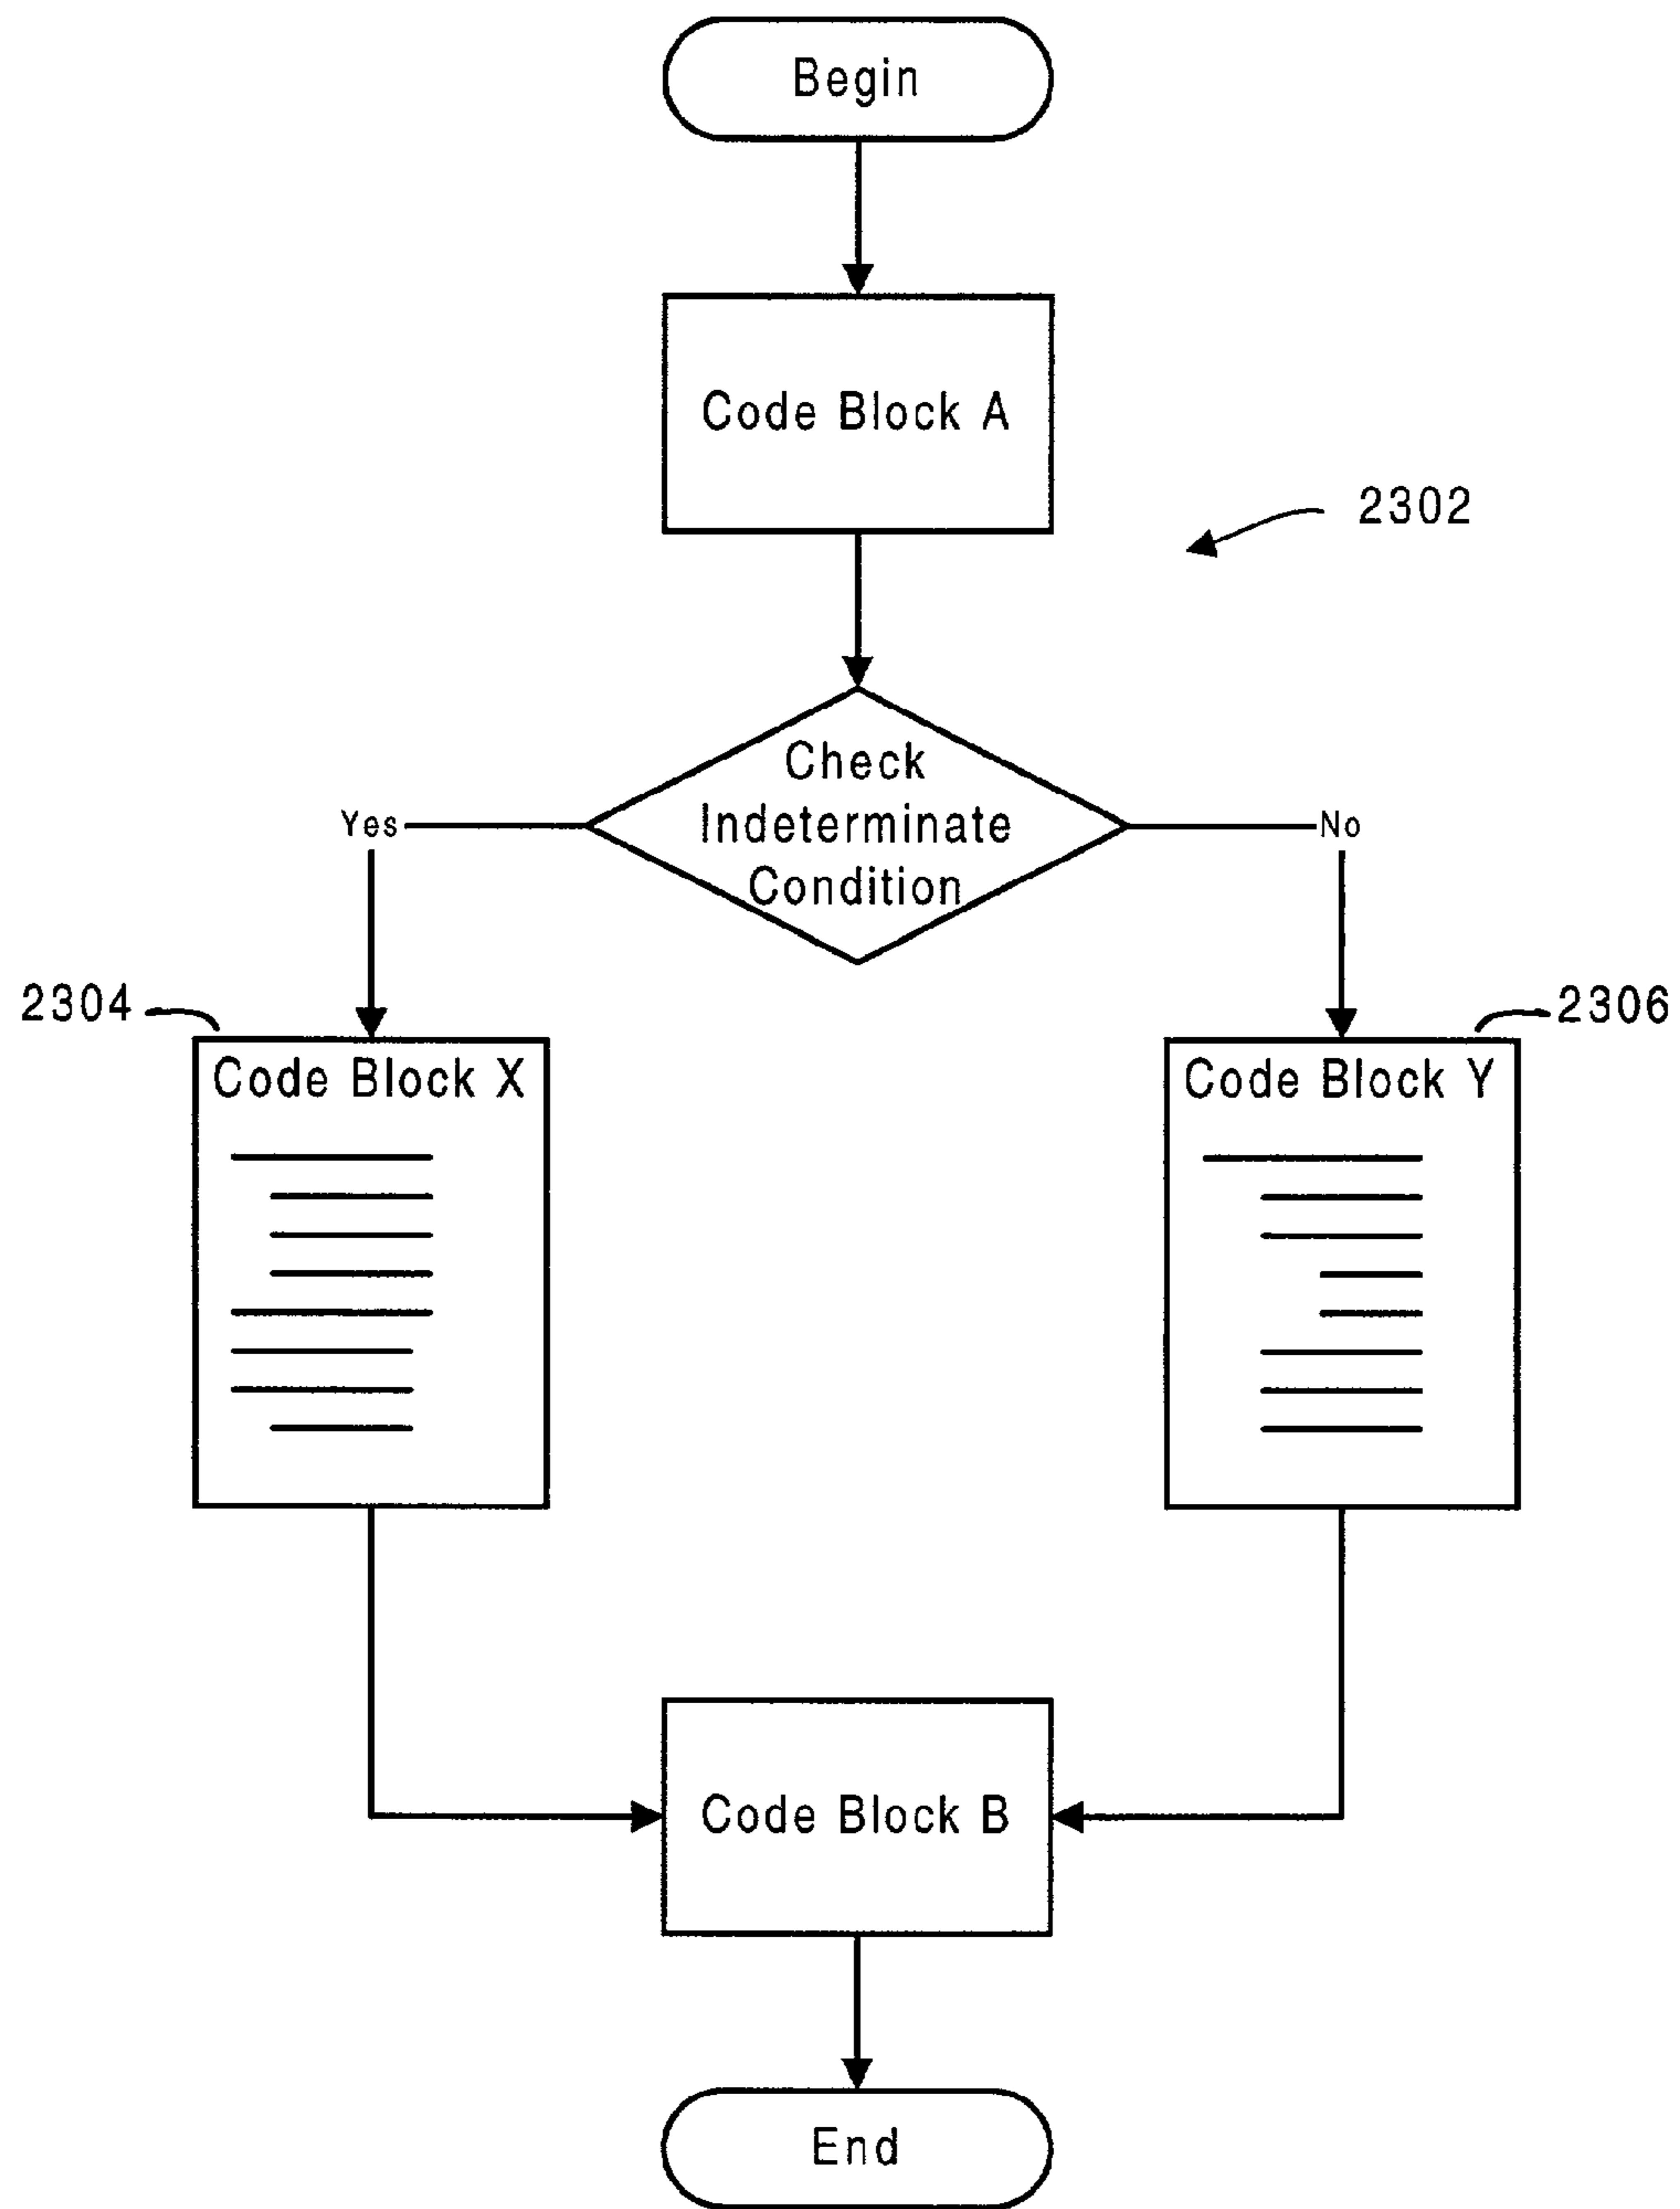 Begin
Code Block A
2302
Check
Indeterminate
Condition
Yes
No
2304
2306
Code Block X
Code Block Y
Code Block B
End